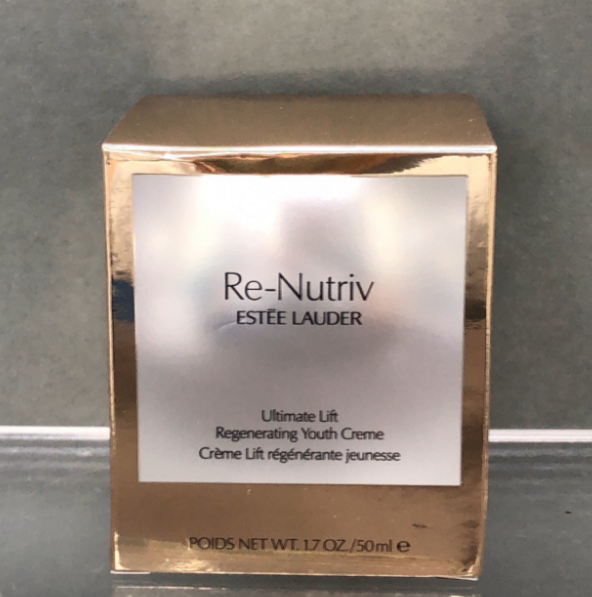 Re-Nutriv
ESTĒE LAUDER
Ultimate Lift
Regenerating Youth Creme
Crème Lift régénérante jeunesse
POIDS NET WT. 1.7 OZ./50 ml ℮